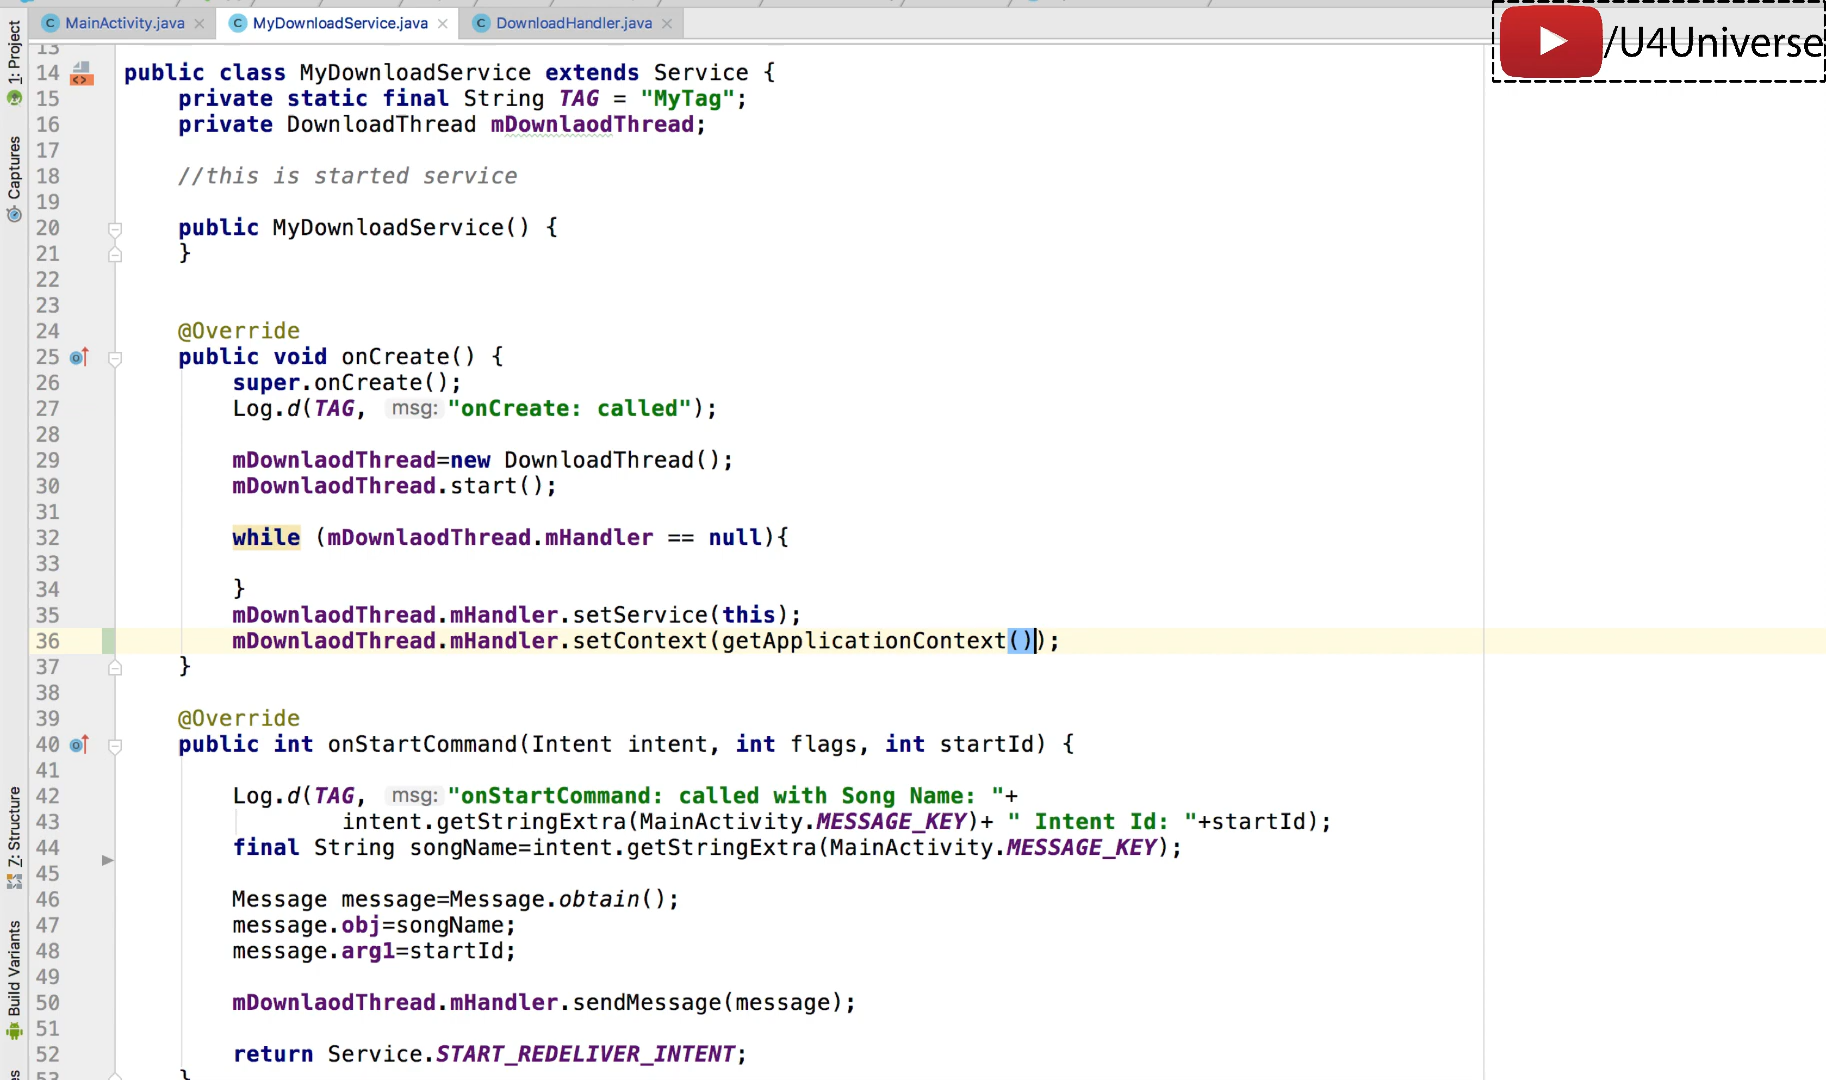 MainActivity.java
MyDownloadService.java
DownloadHandler.java
/U4Universe
1: Project
Captures
7: Structure
Build Variants
13
14 public class MyDownloadService extends Service {
15 private static final String TAG = "MyTag";
16 private DownloadThread mDownlaodThread;
17
18 //this is started service
19
20 public MyDownloadService() {
21 }
22
23
24 @Override
25 public void onCreate() {
26 super.onCreate();
27 Log.d(TAG, msg: "onCreate: called");
28
29 mDownlaodThread=new DownloadThread();
30 mDownlaodThread.start();
31
32 while (mDownlaodThread.mHandler == null){
33
34 }
35 mDownlaodThread.mHandler.setService(this);
36 mDownlaodThread.mHandler.setContext(getApplicationContext());
37 }
38
39 @Override
40 public int onStartCommand(Intent intent, int flags, int startId) {
41
42 Log.d(TAG, msg: "onStartCommand: called with Song Name: "+
43 intent.getStringExtra(MainActivity.MESSAGE_KEY)+ " Intent Id: "+startId);
44 final String songName=intent.getStringExtra(MainActivity.MESSAGE_KEY);
45
46 Message message=Message.obtain();
47 message.obj=songName;
48 message.arg1=startId;
49
50 mDownlaodThread.mHandler.sendMessage(message);
51
52 return Service.START_REDELIVER_INTENT;
53 }